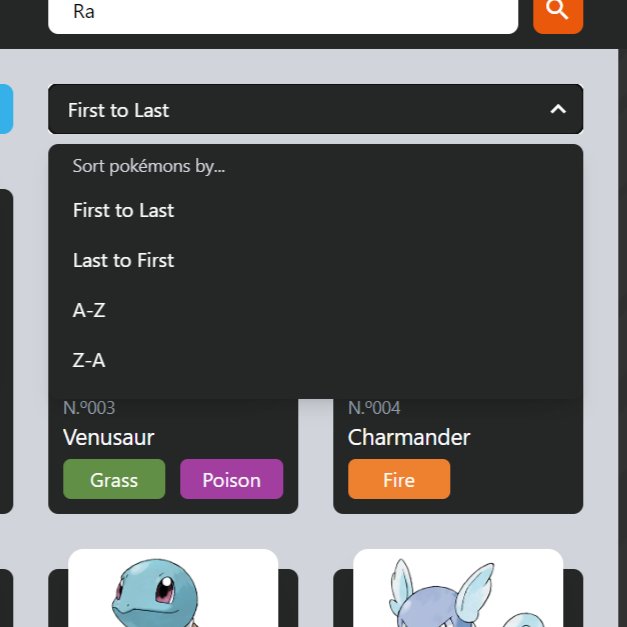 Ra
First to Last
Sort pokémons by...
First to Last
Last to First
A-Z
Z-A
N.º003
Venusaur
Grass
Poison
N.º004
Charmander
Fire